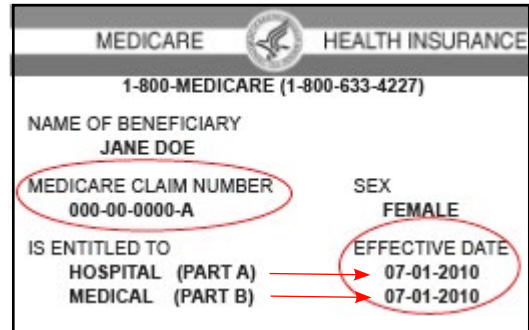 MEDICARE HEALTH INSURANCE
1-800-MEDICARE (1-800-633-4227)
NAME OF BENEFICIARY
JANE DOE
MEDICARE CLAIM NUMBER SEX
000-00-0000-A FEMALE
IS ENTITLED TO EFFECTIVE DATE
HOSPITAL (PART A) 07-01-2010
MEDICAL (PART B) 07-01-2010